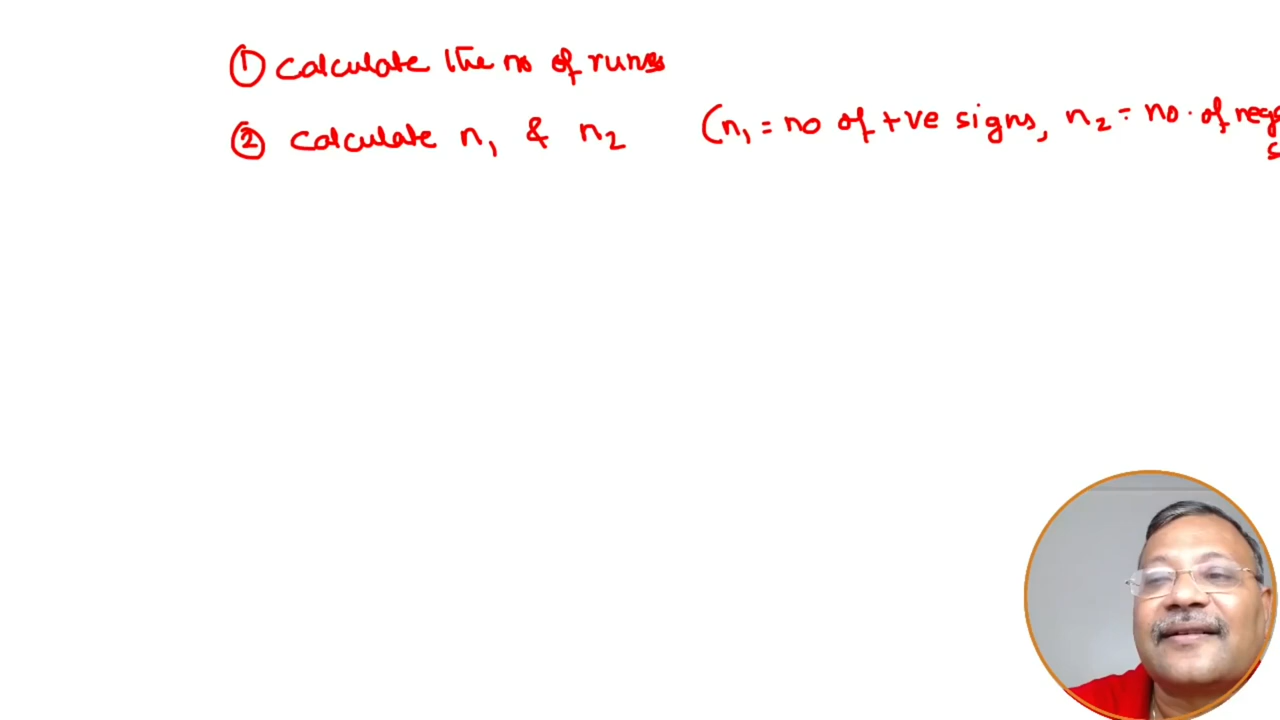 ① Calculate the no of runs
② Calculate n₁ & n₂ (n₁ = no of +ve signs, n₂ = no. of